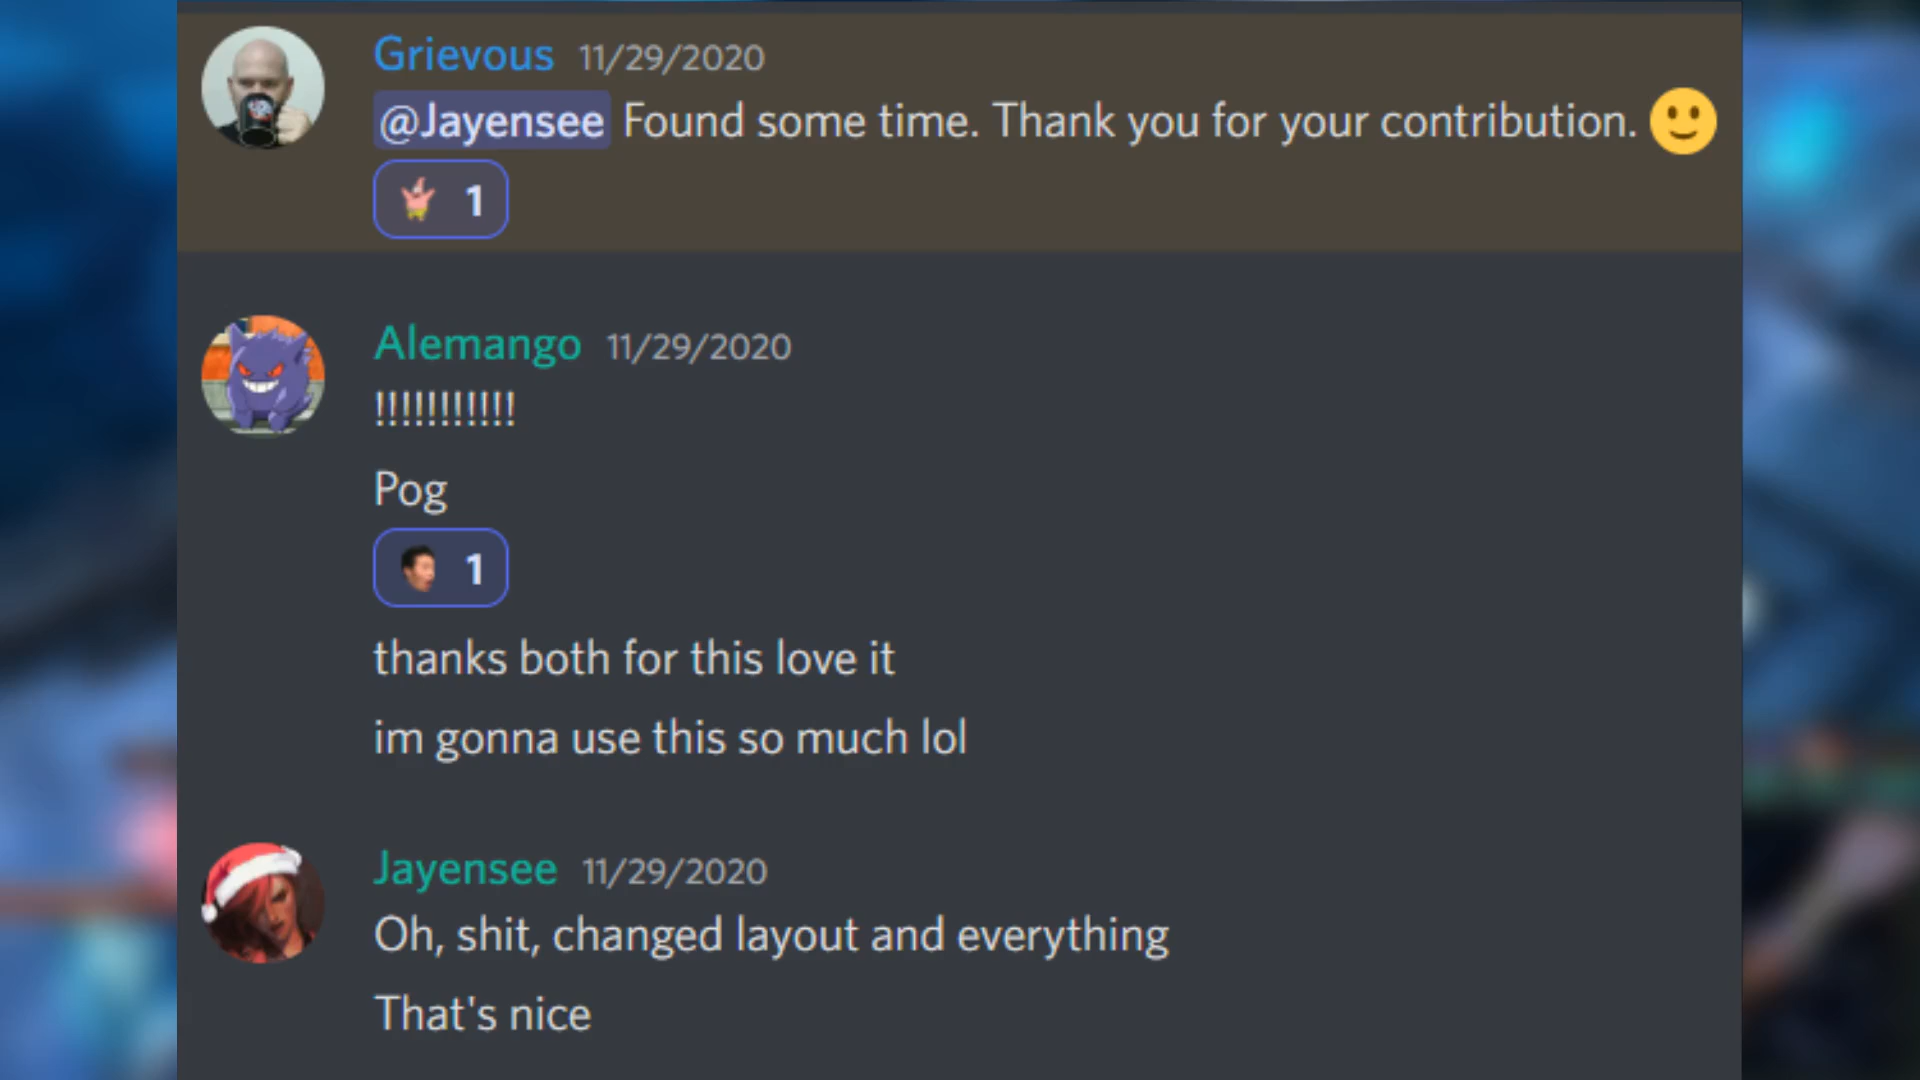 Grievous 11/29/2020
@Jayensee Found some time. Thank you for your contribution. 🙂
1
Alemango 11/29/2020
!!!!!!!!!!!
Pog
1
thanks both for this love it
im gonna use this so much lol
Jayensee 11/29/2020
Oh, shit, changed layout and everything
That's nice